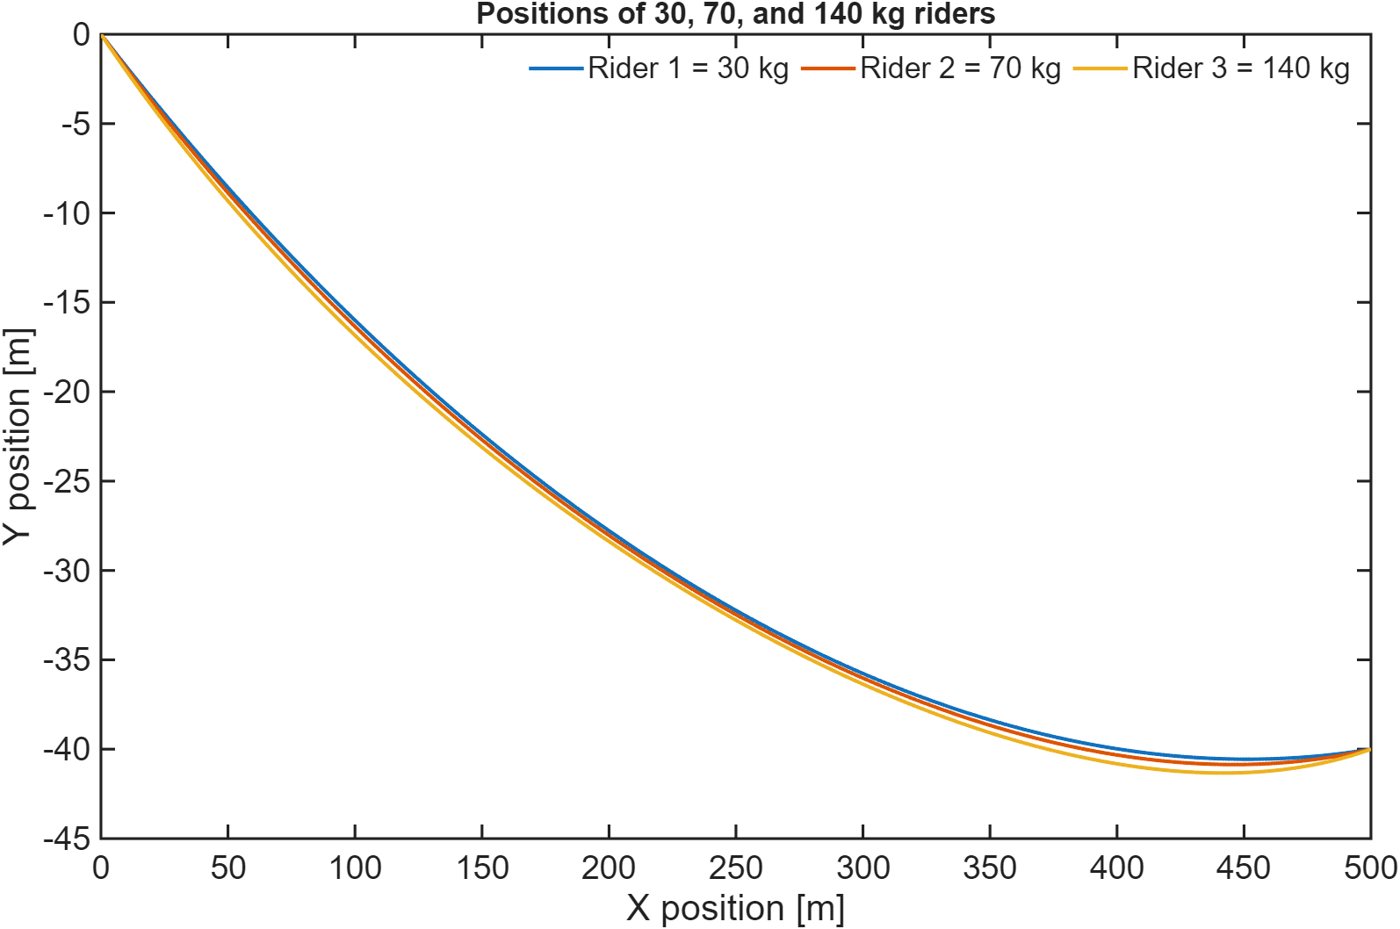 Positions of 30, 70, and 140 kg riders
Rider 1 = 30 kg Rider 2 = 70 kg Rider 3 = 140 kg
0
-5
-10
-15
-20
-25
-30
-35
-40
-45
Y position [m]
0 50 100 150 200 250 300 350 400 450 500
X position [m]